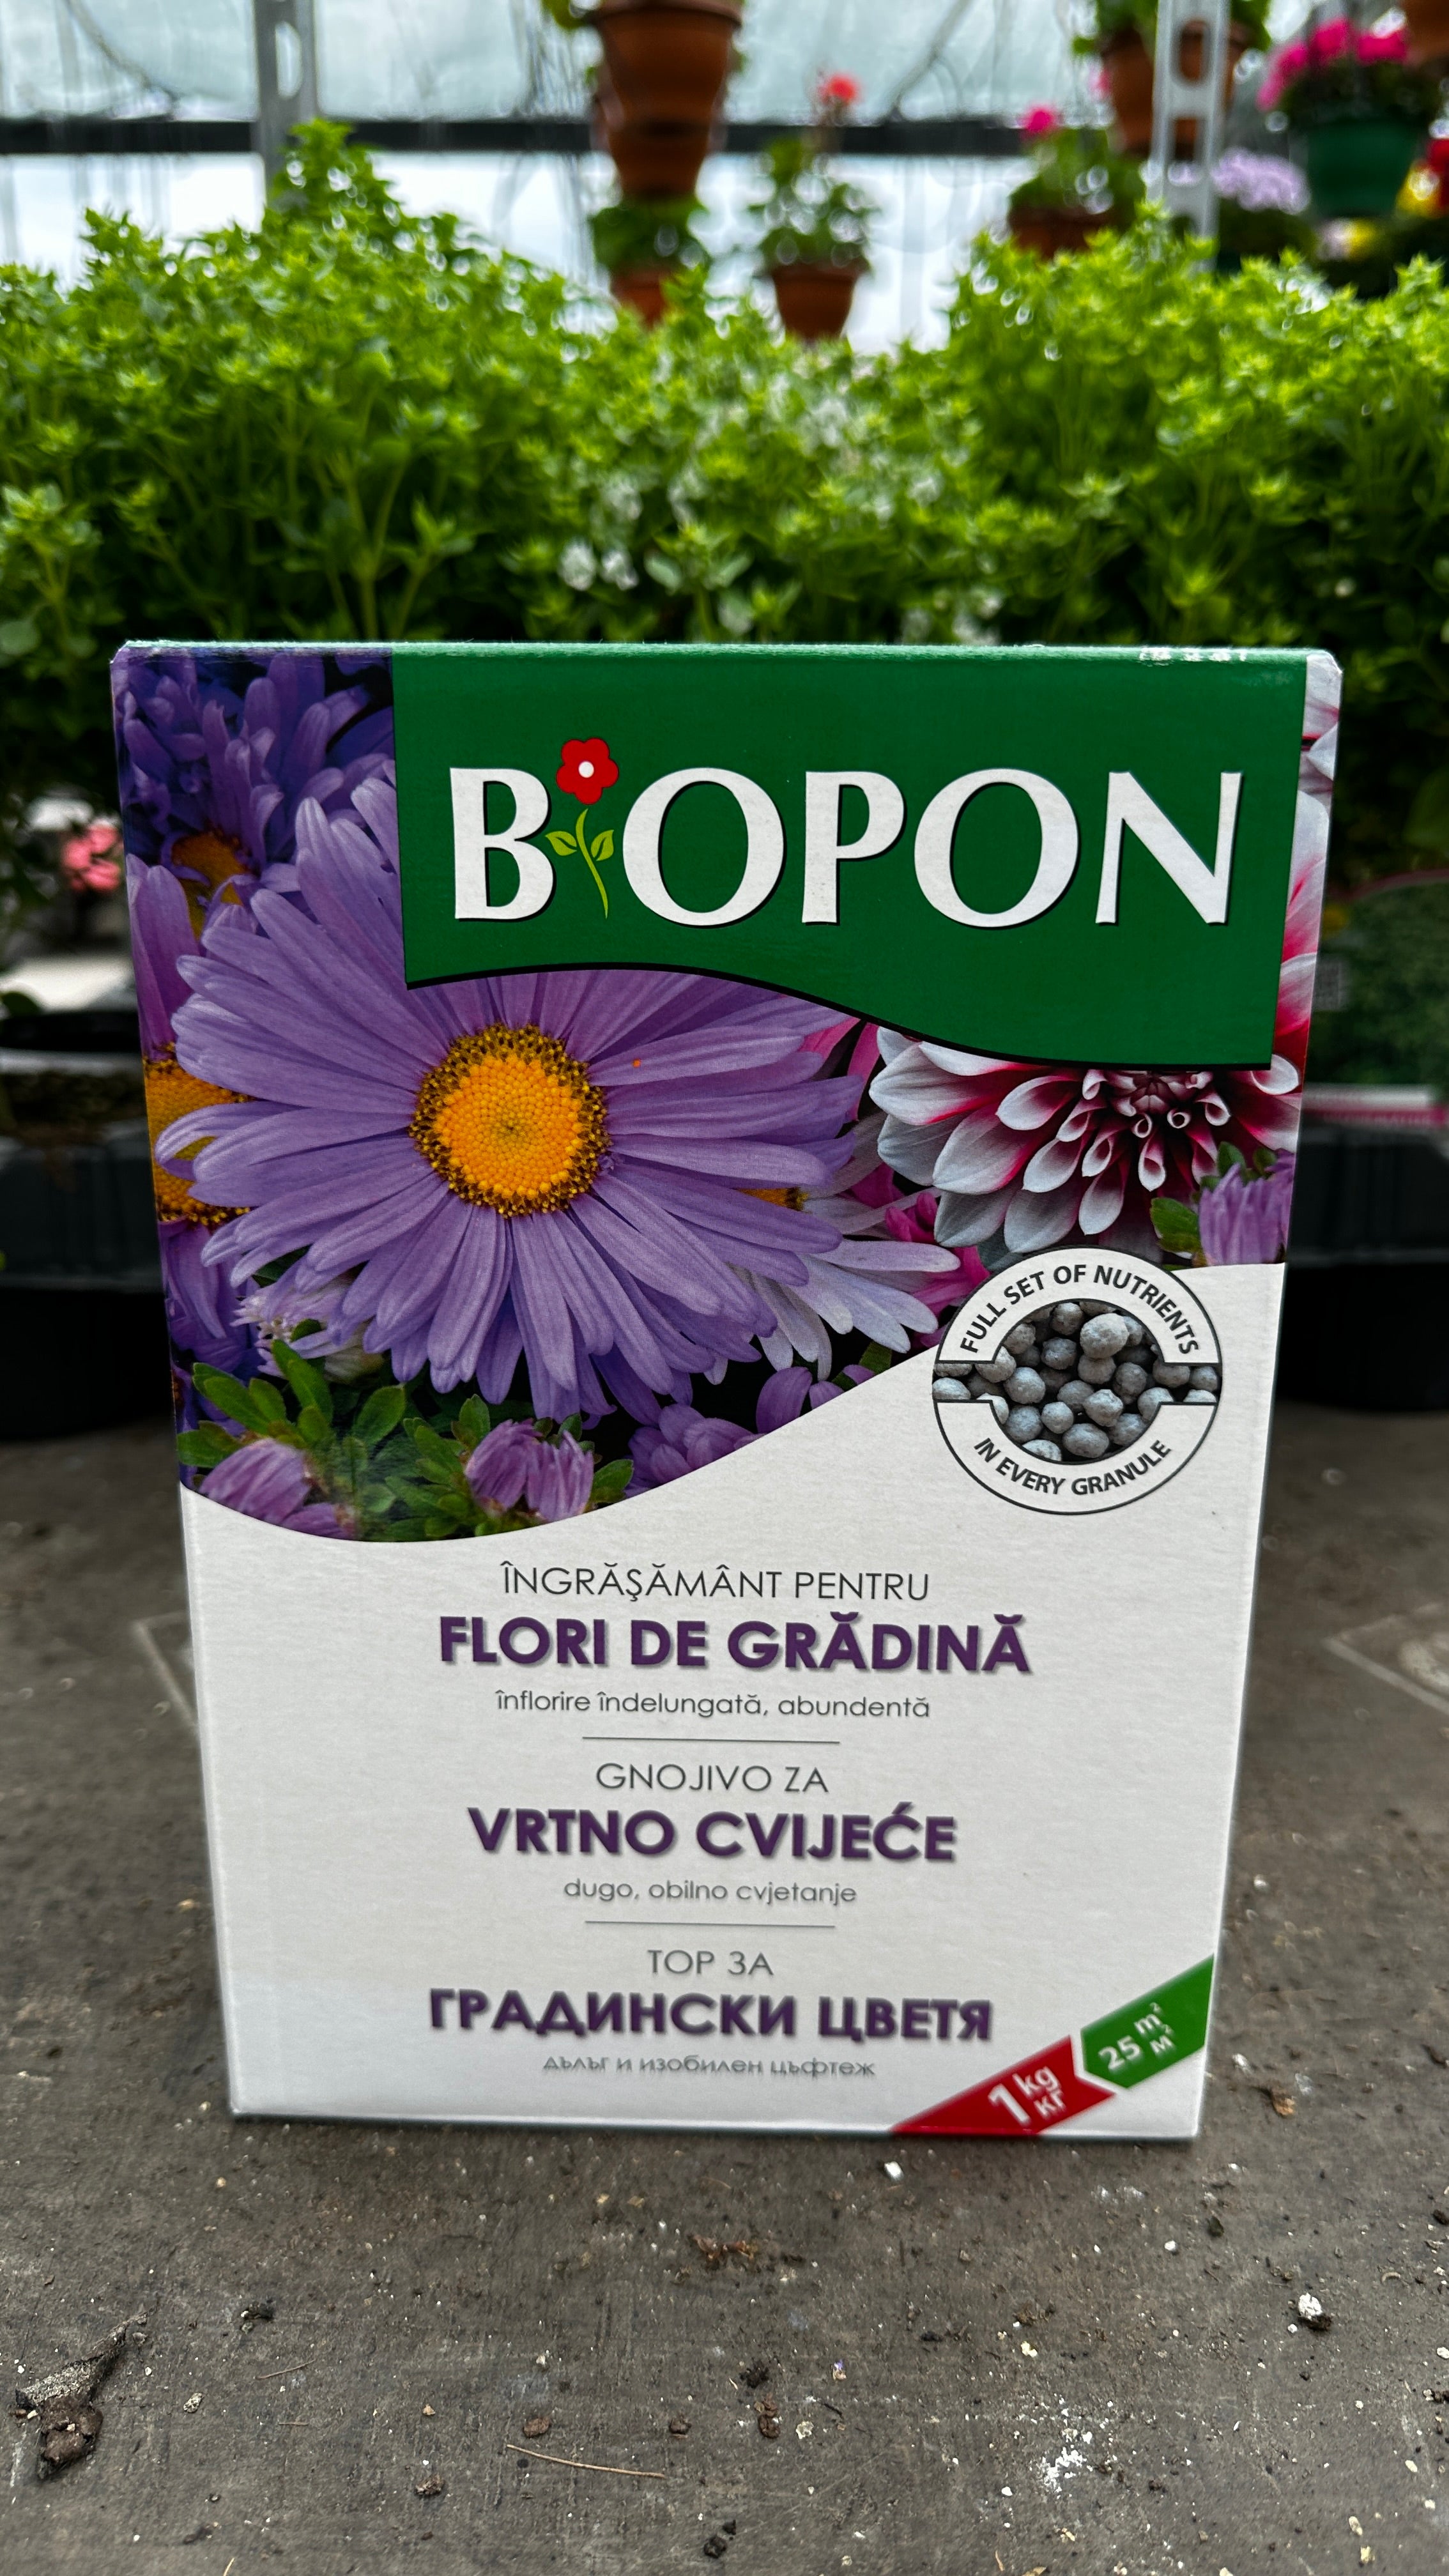 BIOPON
FULL SET OF NUTRIENTS
IN EVERY GRANULE
ÎNGRĂŞĂMÂNT PENTRU
FLORI DE GRĂDINĂ
înflorire îndelungată, abundentă
GNOJIVO ZA
VRTNO CVIJEĆE
dugo, obilno cvjetanje
ТОР ЗА
ГРАДИНСКИ ЦВЕТЯ
дълъг и изобилен цъфтеж
1 kg кг
25 m² м²